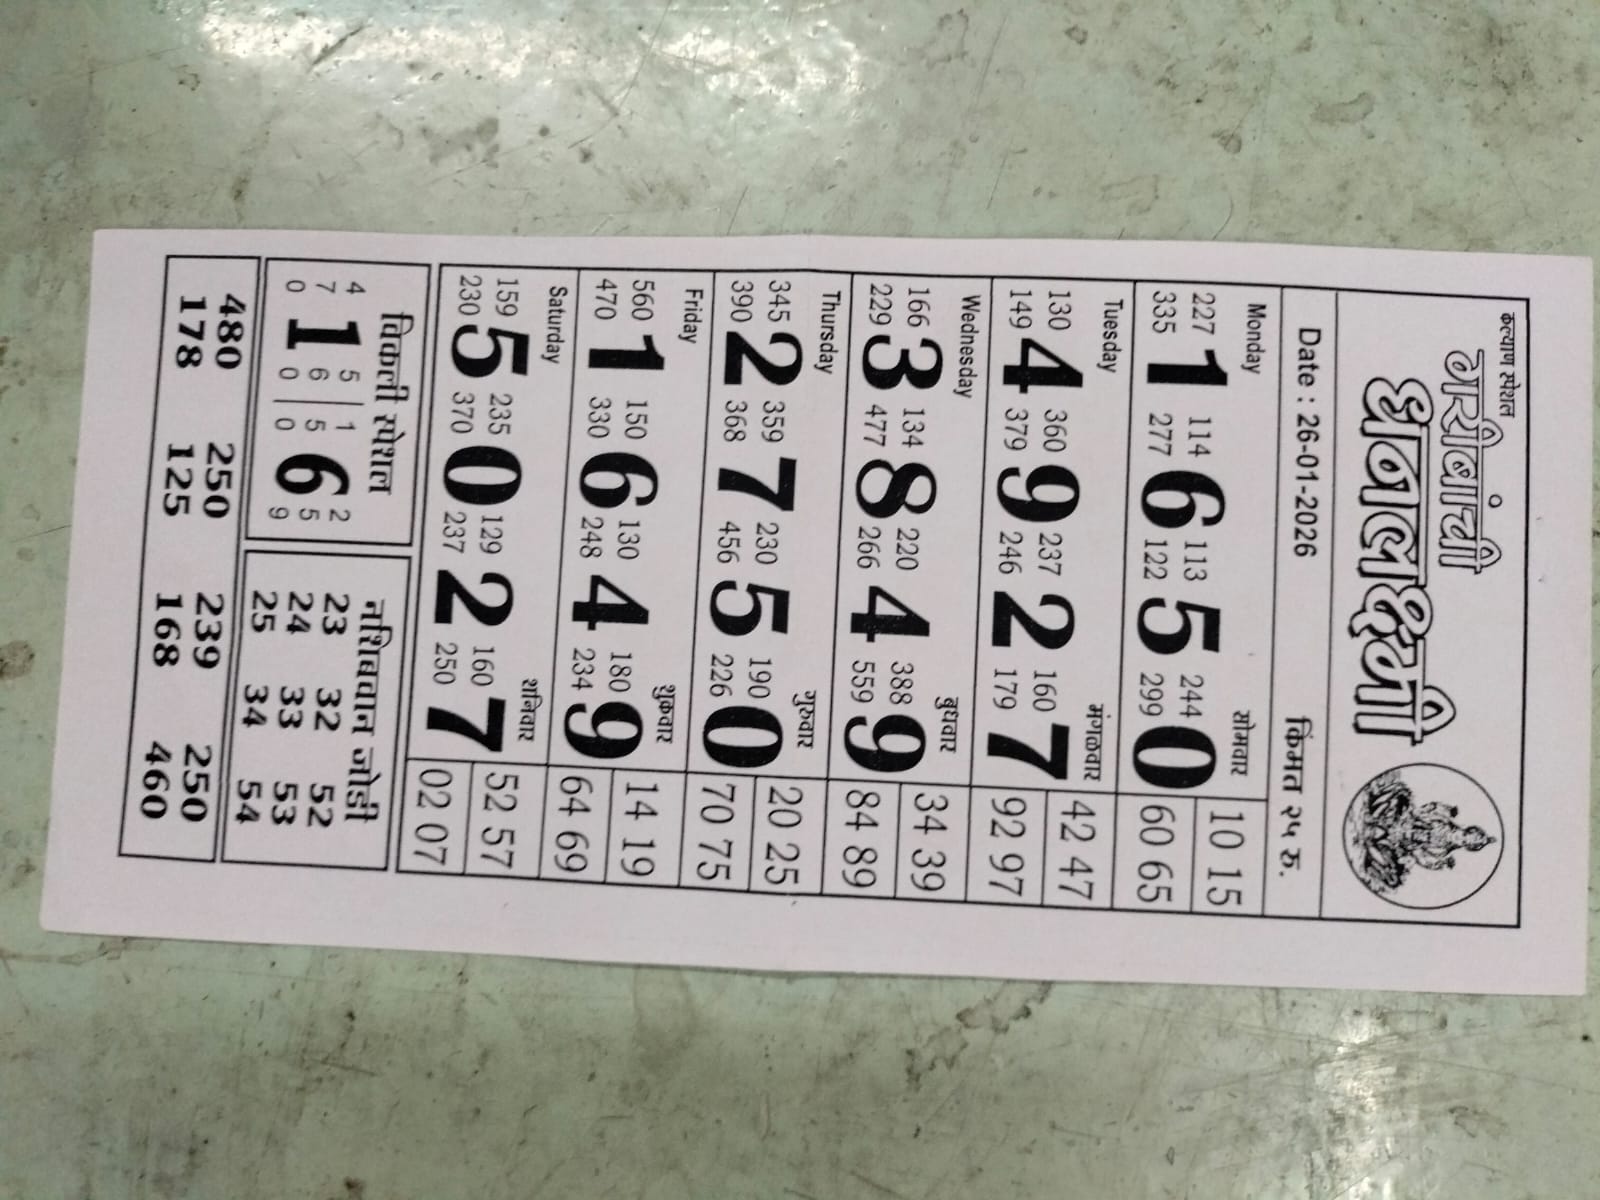 कल्याण स्पेशल
गरीबांची
धनलक्ष्मी
Date : 26-01-2026 किंमत २५ रु.
Monday सोमवार
227 114 113 244 10 15
1 6 5 0
335 277 122 299 60 65
Tuesday मंगळवार
130 360 237 160 42 47
4 9 2 7
149 379 246 179 92 97
Wednesday बुधवार
166 134 220 388 34 39
3 8 4 9
229 477 266 559 84 89
Thursday गुरुवार
345 359 230 190 20 25
2 7 5 0
390 368 456 226 70 75
Friday शुक्रवार
560 150 130 180 14 19
1 6 4 9
470 330 248 234 64 69
Saturday शनिवार
159 235 129 160 52 57
5 0 2 7
230 370 237 250 02 07
विकली स्पेशल
4 5 1 2
7 1 6 5 6 5
0 0 0 9
नशिबवान जोडी
23 32 52
24 33 53
25 34 54
480 250 239 250
178 125 168 460